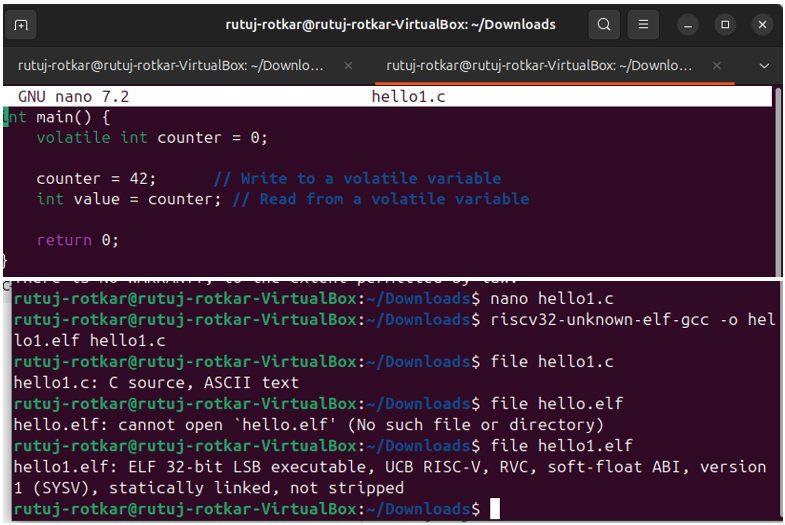 rutuj-rotkar@rutuj-rotkar-VirtualBox: ~/Downloads
rutuj-rotkar@rutuj-rotkar-VirtualBox: ~/Downlo...
rutuj-rotkar@rutuj-rotkar-VirtualBox: ~/Downlo...
GNU nano 7.2 hello1.c
int main() {
    volatile int counter = 0;
    counter = 42;      // Write to a volatile variable
    int value = counter; // Read from a volatile variable
    return 0;
}
rutuj-rotkar@rutuj-rotkar-VirtualBox:~/Downloads$ nano hello1.c
rutuj-rotkar@rutuj-rotkar-VirtualBox:~/Downloads$ riscv32-unknown-elf-gcc -o hel
lo1.elf hello1.c
rutuj-rotkar@rutuj-rotkar-VirtualBox:~/Downloads$ file hello1.c
hello1.c: C source, ASCII text
rutuj-rotkar@rutuj-rotkar-VirtualBox:~/Downloads$ file hello.elf
hello.elf: cannot open `hello.elf' (No such file or directory)
rutuj-rotkar@rutuj-rotkar-VirtualBox:~/Downloads$ file hello1.elf
hello1.elf: ELF 32-bit LSB executable, UCB RISC-V, RVC, soft-float ABI, version
1 (SYSV), statically linked, not stripped
rutuj-rotkar@rutuj-rotkar-VirtualBox:~/Downloads$